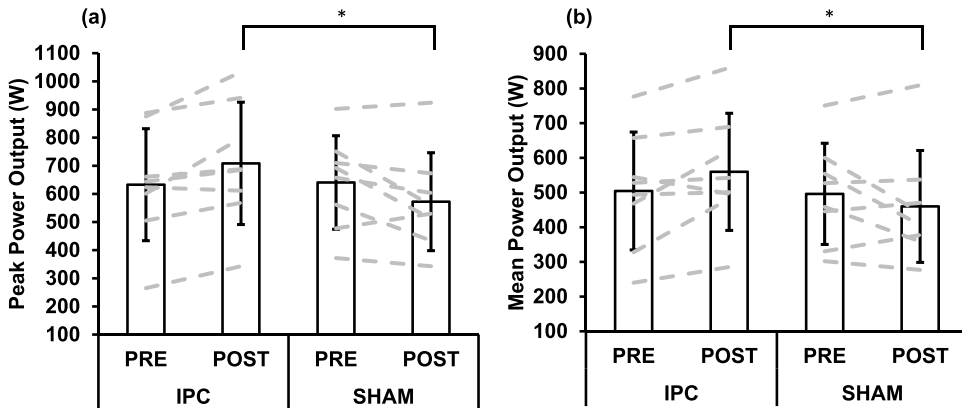 (a)
*
Peak Power Output (W)
1100
1000
900
800
700
600
500
400
300
200
100
PRE POST PRE POST
IPC SHAM
(b)
*
Mean Power Output (W)
900
800
700
600
500
400
300
200
100
PRE POST PRE POST
IPC SHAM